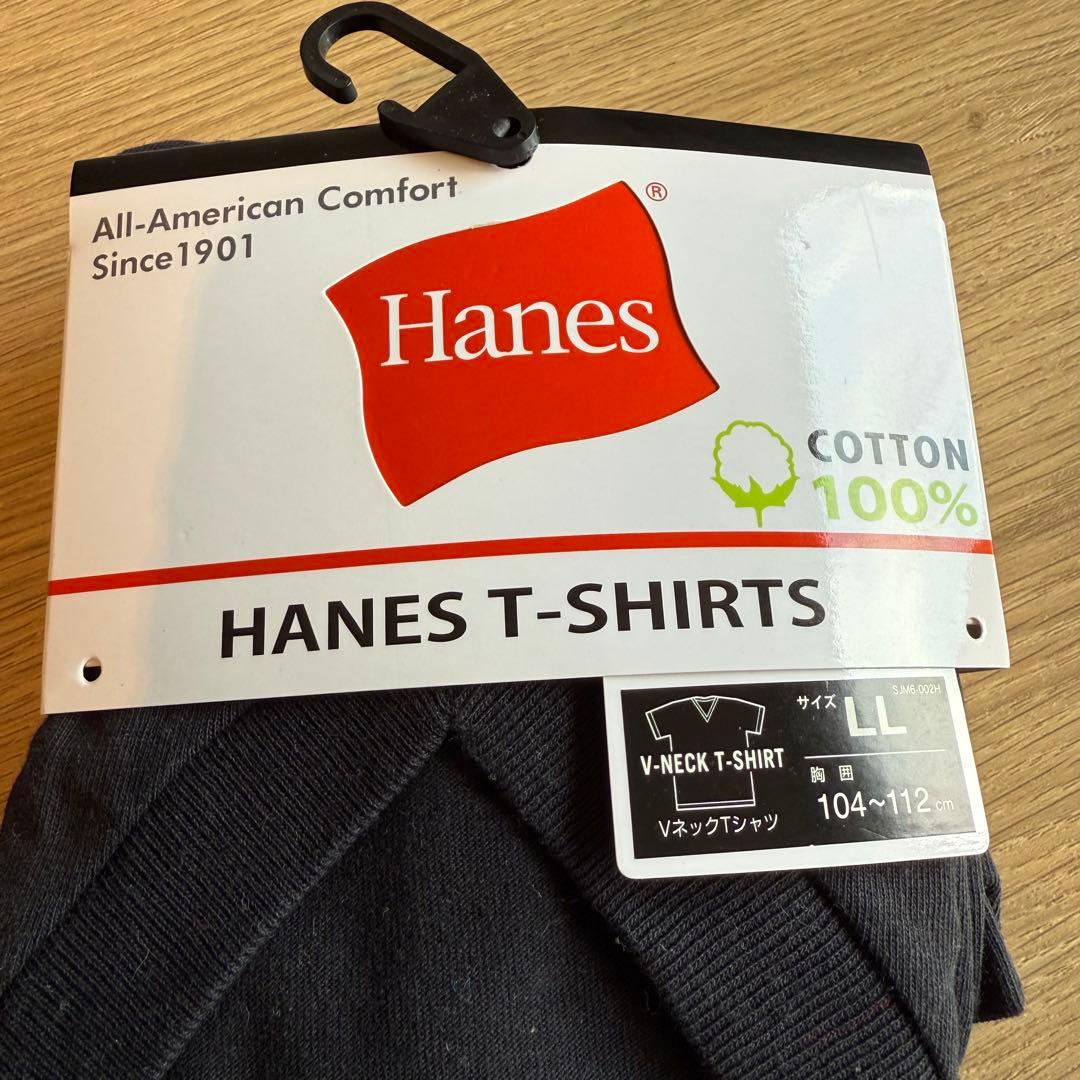 All-American Comfort
Since1901
®
Hanes
COTTON
100%
HANES T-SHIRTS
SJM6-002H
サイズ LL
V-NECK T-SHIRT
胸囲
104~112cm
VネックTシャツ